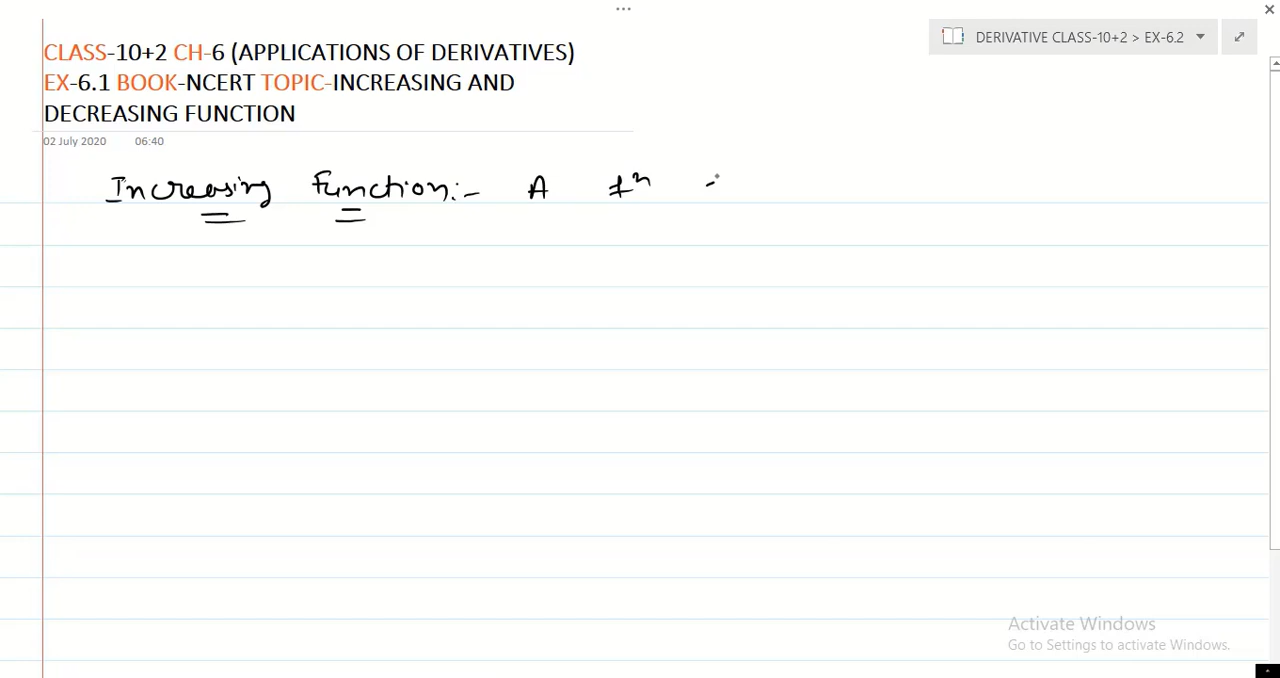 ...
DERIVATIVE CLASS-10+2 > EX-6.2
CLASS-10+2 CH-6 (APPLICATIONS OF DERIVATIVES)
EX-6.1 BOOK-NCERT TOPIC-INCREASING AND
DECREASING FUNCTION
02 July 2020 06:40
Increasing Function:- A fn
Activate Windows
Go to Settings to activate Windows.